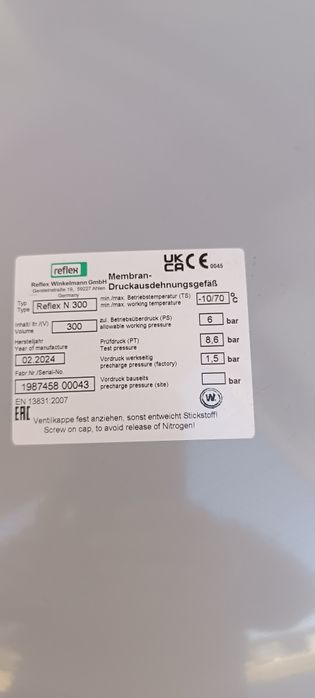 reflex
UK CA CE 0045
Reflex Winkelmann GmbH
Gersteinstraße 19, 59227 Ahlen
Germany
Membran-
Druckausdehnungsgefäß
Typ
Type
Reflex N 300
min./max. Betriebstemperatur (TS)
min./max. working temperature
-10/70 °C
Inhalt/ ltr /(V)
Volume
300
zul. Betriebsüberdruck (PS)
allowable working pressure
6 bar
Herstelljahr
Year of manufacture
02.2024
Prüfdruck (PT)
Test pressure
8,6 bar
Vordruck werkseitig
precharge pressure (factory)
1,5 bar
Fabr.Nr./Serial-No.
1987458 00043
Vordruck bauseits
precharge pressure (site)
bar
EN 13831:2007
W
EAC
Ventilkappe fest anziehen, sonst entweicht Stickstoff!
Screw on cap, to avoid release of Nitrogen!